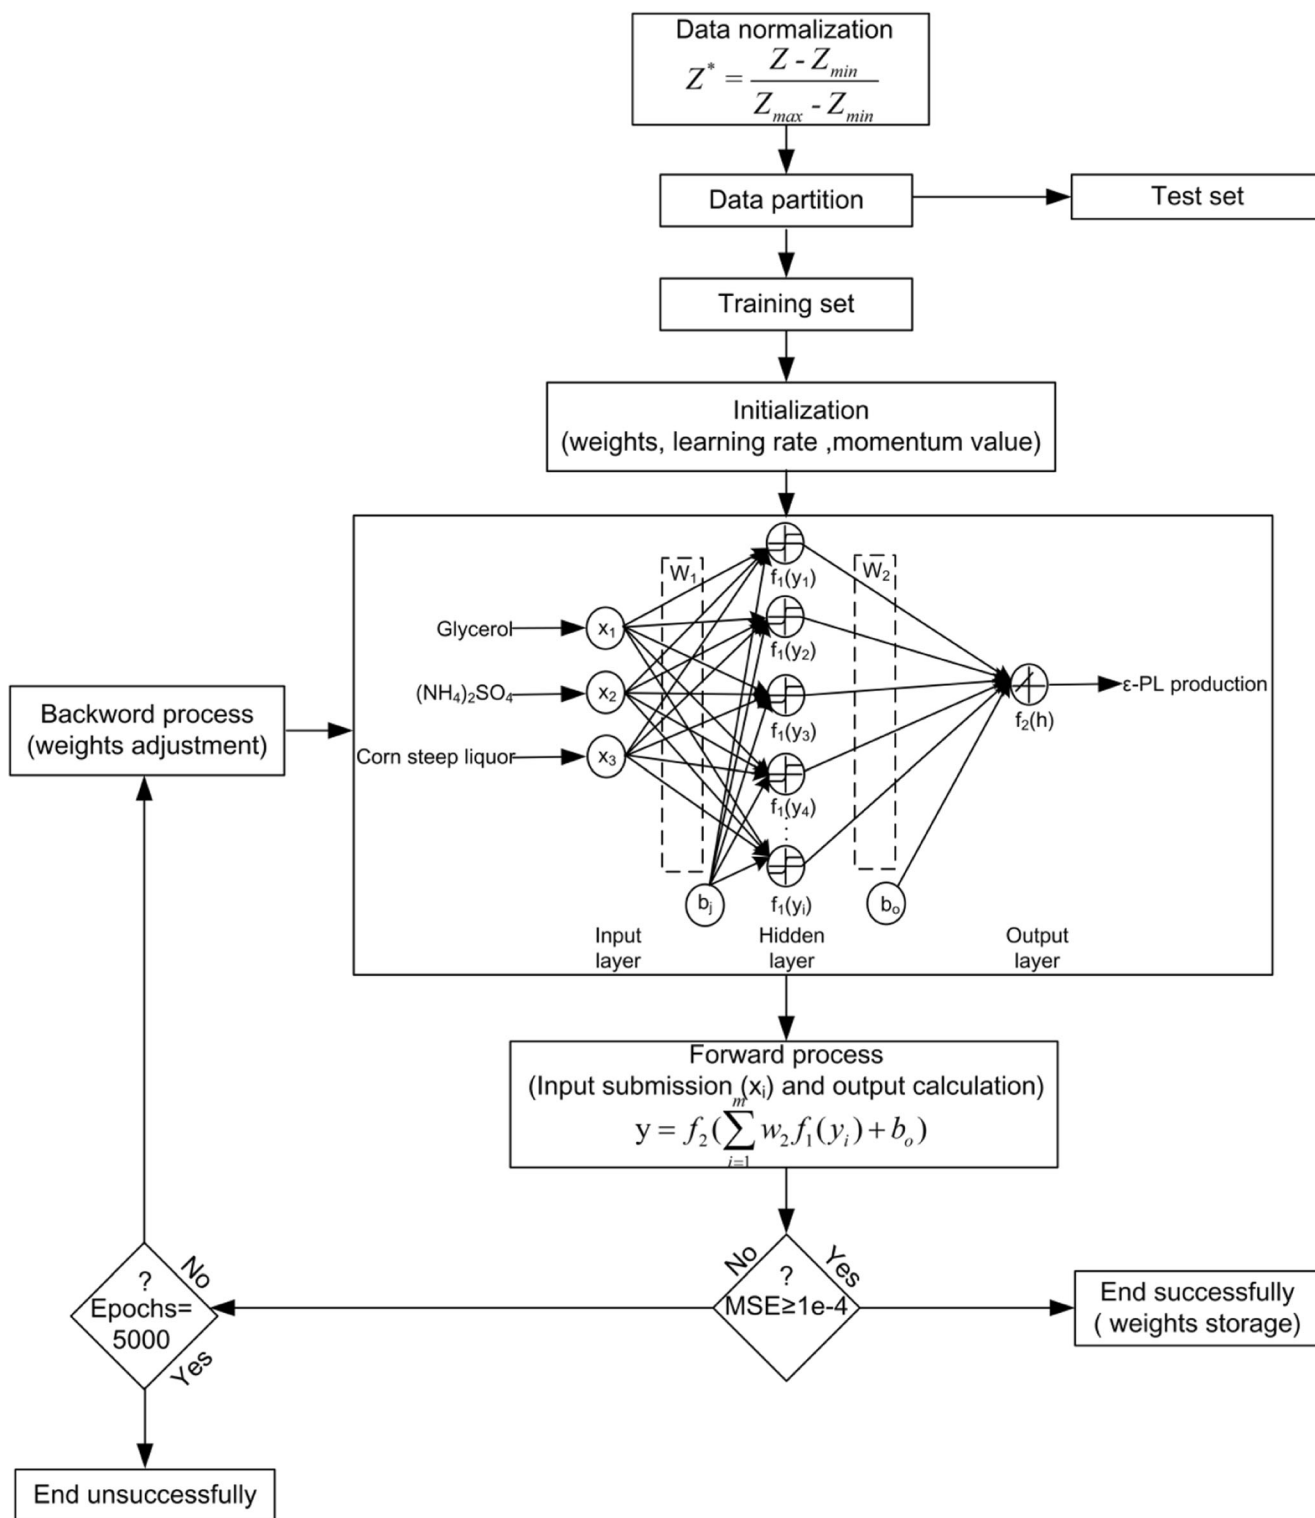 Data normalization
Z* = (Z - Zmin) / (Zmax - Zmin)
Data partition
Test set
Training set
Initialization
(weights, learning rate ,momentum value)
W₁
f₁(y₁)
W₂
Glycerol
x₁
f₁(y₂)
(NH₄)₂SO₄
x₂
ε-PL production
f₂(h)
Backword process
(weights adjustment)
f₁(y₃)
Corn steep liquor
x₃
f₁(y₄)
bⱼ
f₁(yᵢ)
bₒ
Input
layer
Hidden
layer
Output
layer
Forward process
(Input submission (xᵢ) and output calculation)
y = f₂(∑ᵢ₌₁ᵐ w₂ f₁(yᵢ) + bₒ)
No
Yes
?
MSE≥1e-4
End successfully
( weights storage)
No
?
Epochs=
5000
Yes
End unsuccessfully